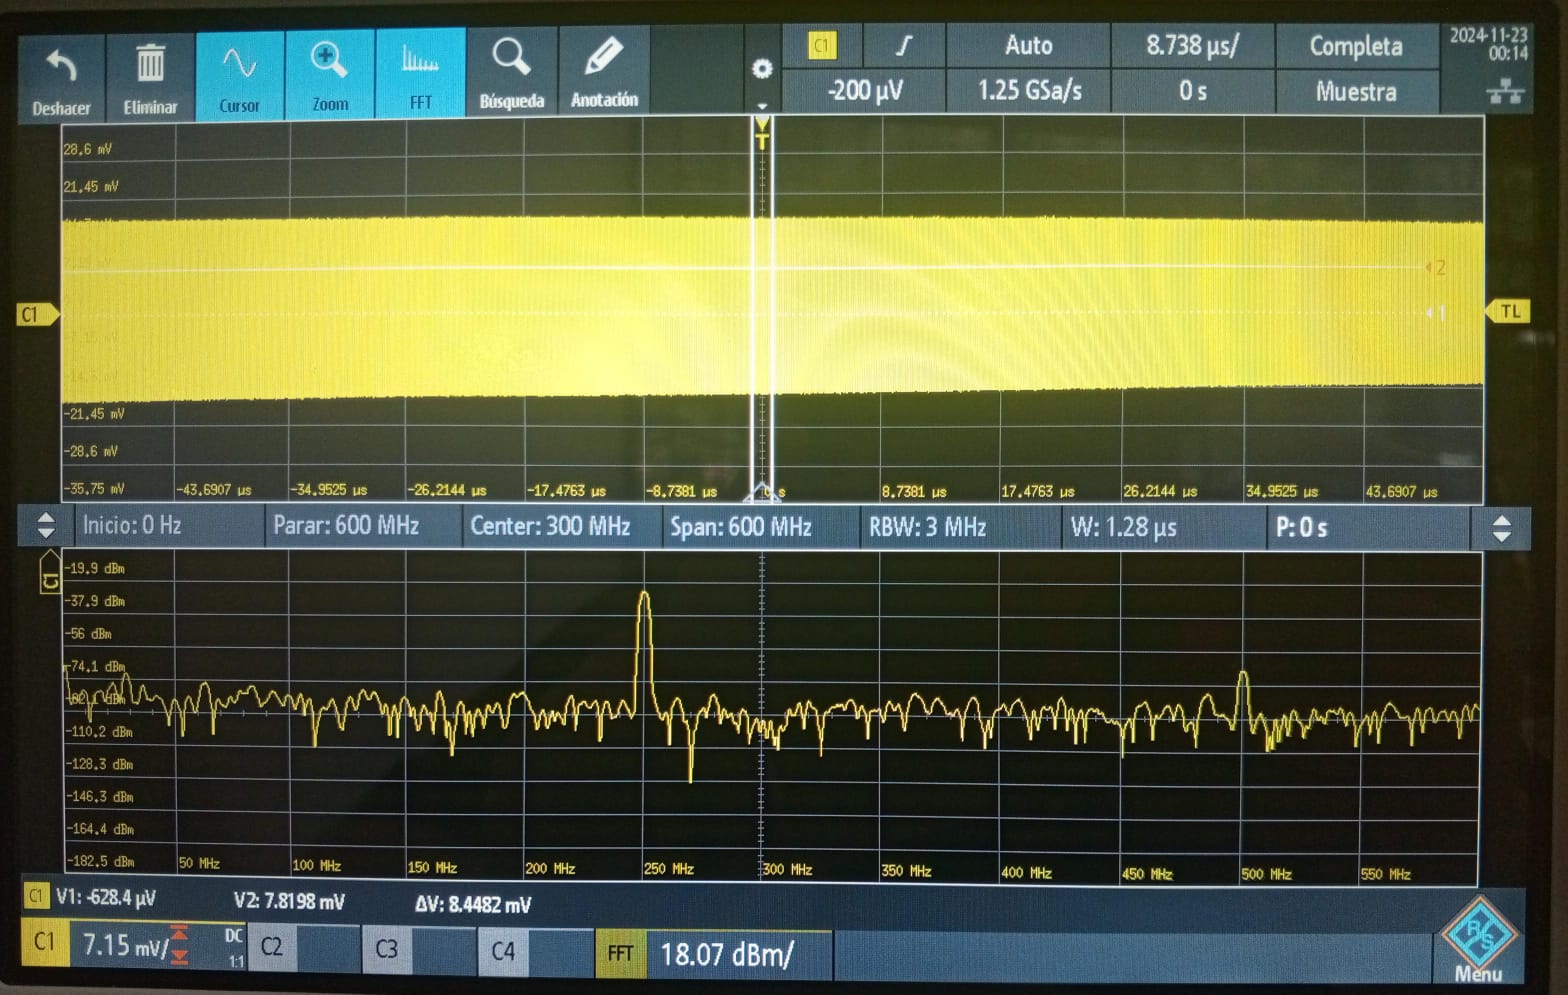 Deshacer Eliminar Cursor Zoom FFT Búsqueda Anotación
C1 Auto 8.738 µs/ Completa
-200 µV 1.25 GSa/s 0 s Muestra
2024-11-23
00:14
T
28,6 mV
21,45 mV
2
C1
1
TL
-21,45 mV
-28,6 mV
-35,75 mV
-43,6907 µs -34,9525 µs -26,2144 µs -17,4763 µs -8,7381 µs 0 s 8,7381 µs 17,4763 µs 26,2144 µs 34,9525 µs 43,6907 µs
Inicio: 0 Hz Parar: 600 MHz Center: 300 MHz Span: 600 MHz RBW: 3 MHz W: 1.28 µs P: 0 s
C1
-19,9 dBm
-37,9 dBm
-56 dBm
-74,1 dBm
-110,2 dBm
-128,3 dBm
-146,3 dBm
-164,4 dBm
-182,5 dBm
50 MHz 100 MHz 150 MHz 200 MHz 250 MHz 300 MHz 350 MHz 400 MHz 450 MHz 500 MHz 550 MHz
C1 V1: -628.4 µV V2: 7.8198 mV ΔV: 8.4482 mV
C1 7.15 mV/ DC 1:1 C2 C3 C4 FFT 18.07 dBm/
R&S
Menu